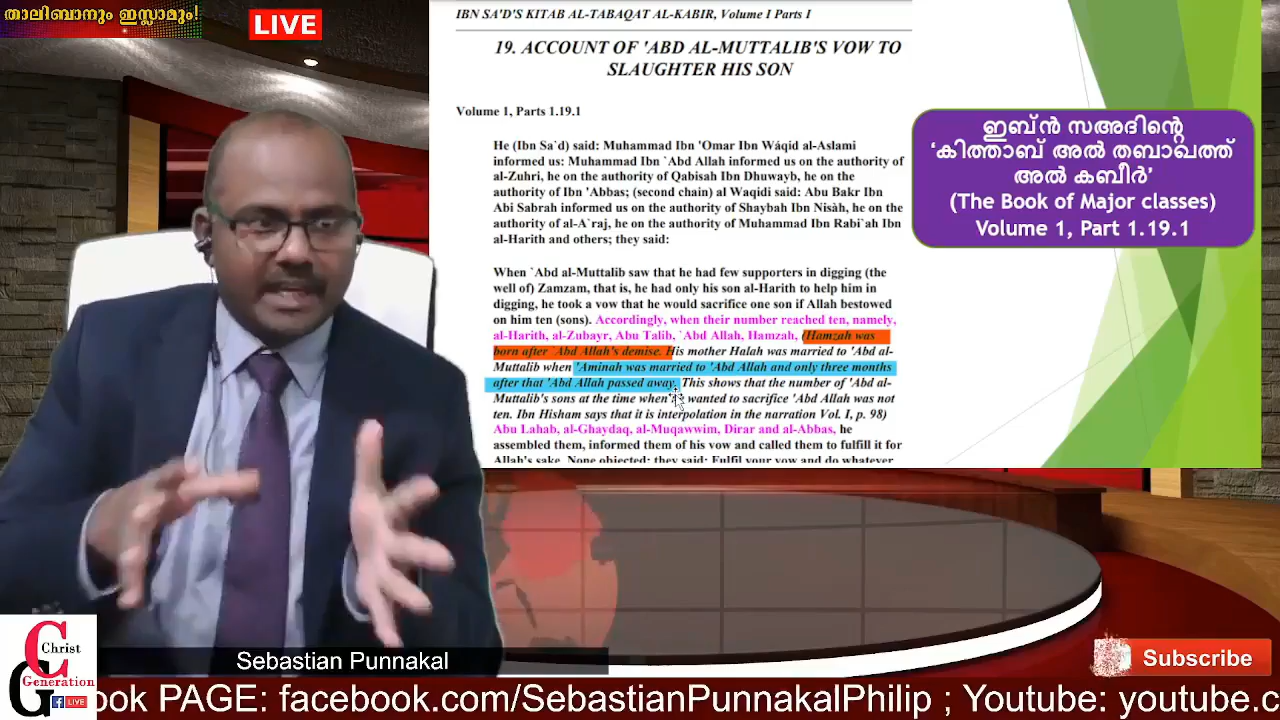 താലിബാനും ഇസ്ലാമും!
LIVE
IBN SA'D'S KITAB AL-TABAQAT AL-KABIR, Volume I Parts I
19. ACCOUNT OF 'ABD AL-MUTTALIB'S VOW TO
SLAUGHTER HIS SON
Volume 1, Parts 1.19.1
He (Ibn Sa`d) said: Muhammad Ibn 'Omar Ibn Wáqid al-Aslami
informed us: Muhammad Ibn `Abd Allah informed us on the authority of
al-Zuhri, he on the authority of Qabisah Ibn Dhuwayb, he on the
authority of Ibn 'Abbas; (second chain) al Waqidi said: Abu Bakr Ibn
Abi Sabrah informed us on the authority of Shaybah Ibn Nisàh, he on the
authority of al-A`raj, he on the authority of Muhammad Ibn Rabi`ah Ibn
al-Harith and others; they said:
When `Abd al-Muttalib saw that he had few supporters in digging (the
well of) Zamzam, that is, he had only his son al-Harith to help him in
digging, he took a vow that he would sacrifice one son if Allah bestowed
on him ten (sons). Accordingly, when their number reached ten, namely,
al-Harith, al-Zubayr, Abu Talib, `Abd Allah, Hamzah, (Hamzah was
born after `Abd Allah's demise. His mother Halah was married to 'Abd al-
Muttalib when 'Aminah was married to 'Abd Allah and only three months
after that 'Abd Allah passed away. This shows that the number of 'Abd al-
Muttalib's sons at the time when wanted to sacrifice 'Abd Allah was not
ten. Ibn Hisham says that it is interpolation in the narration Vol. I, p. 98)
Abu Lahab, al-Ghaydaq, al-Muqawwim, Dirar and al-Abbas, he
assembled them, informed them of his vow and called them to fulfill it for
Allah's sake. None objected; they said: Fulfil your vow and do whatever
ഇബ്ൻ സഅദിന്റെ
‘കിത്താബ് അൽ തബാഖത്ത്
അൽ കബീർ’
(The Book of Major classes)
Volume 1, Part 1.19.1
Christ
Generation
LIVE
Sebastian Punnakal
Subscribe
ook PAGE: facebook.com/SebastianPunnakalPhilip ; Youtube: youtube.c